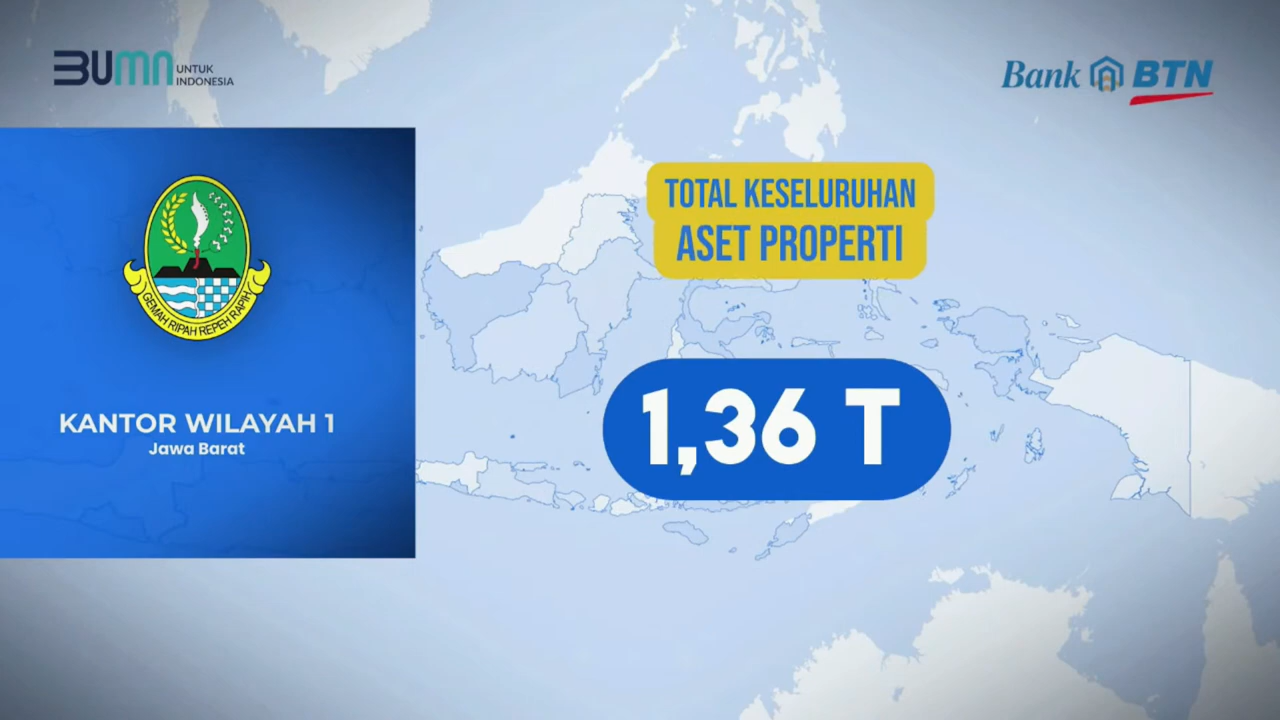 BUMN UNTUK
INDONESIA
Bank BTN
GEMAH RIPAH REPEH RAPIH
KANTOR WILAYAH 1
Jawa Barat
TOTAL KESELURUHAN
ASET PROPERTI
1,36 T